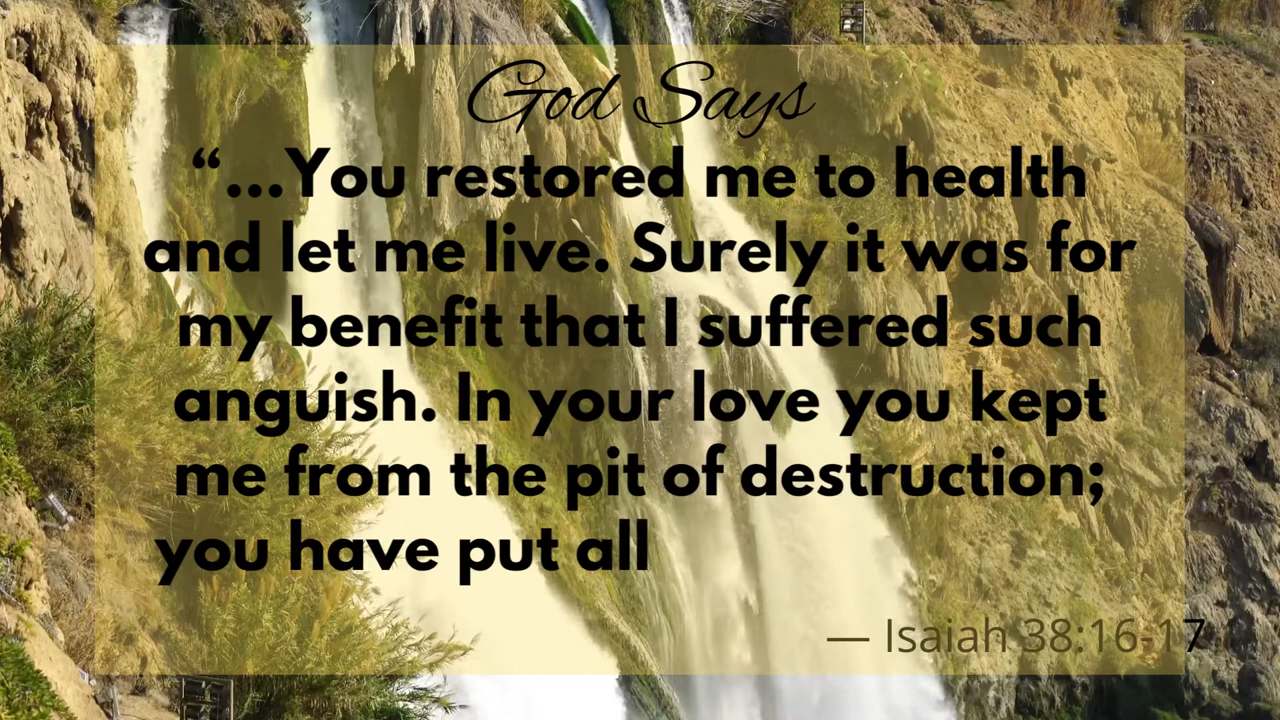 God Says
“...You restored me to health
and let me live. Surely it was for
my benefit that I suffered such
anguish. In your love you kept
me from the pit of destruction;
you have put all
— Isaiah 38:16-17